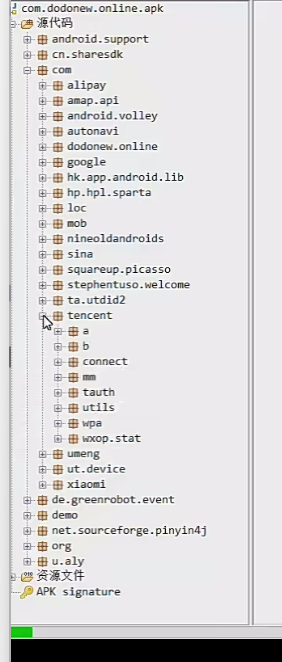 com.dodonew.online.apk
源代码
android.support
cn.sharesdk
com
alipay
amap.api
android.volley
autonavi
dodonew.online
google
hk.app.android.lib
hp.hpl.sparta
loc
mob
nineoldandroids
sina
squareup.picasso
stephentuso.welcome
ta.utdid2
tencent
a
b
connect
mm
tauth
utils
wpa
wxop.stat
umeng
ut.device
xiaomi
de.greenrobot.event
demo
net.sourceforge.pinyin4j
org
u.aly
资源文件
APK signature